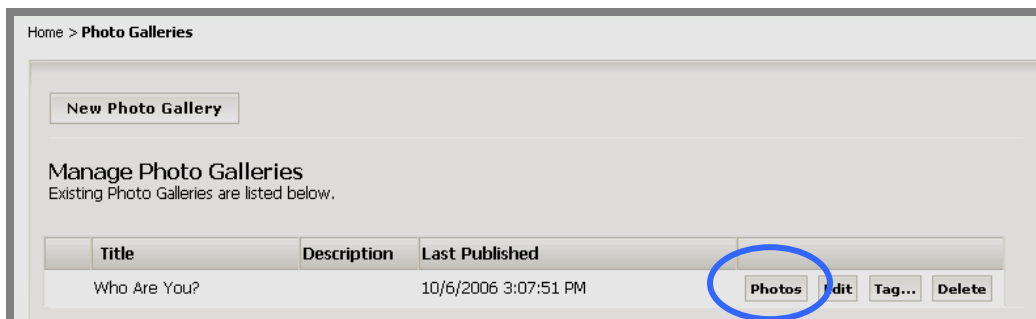 Home > Photo Galleries
New Photo Gallery
Manage Photo Galleries
Existing Photo Galleries are listed below.
Title Description Last Published
Who Are You? 10/6/2006 3:07:51 PM Photos Edit Tag... Delete